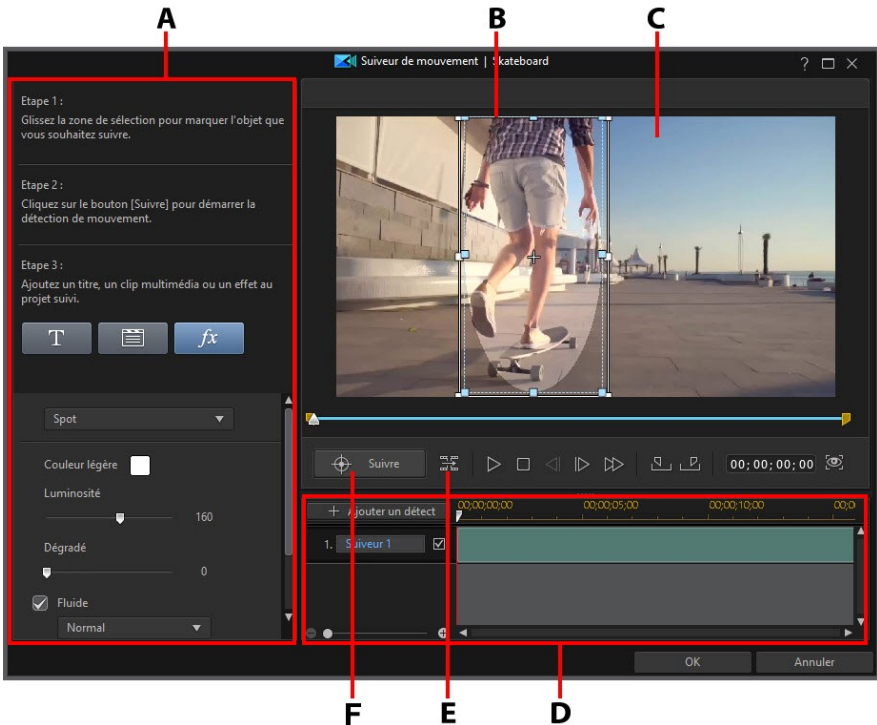 A
B
C
Suiveur de mouvement | Skateboard
?
Etape 1 :
Glissez la zone de sélection pour marquer l'objet que
vous souhaitez suivre.
Etape 2 :
Cliquez sur le bouton [Suivre] pour démarrer la
détection de mouvement.
Etape 3 :
Ajoutez un titre, un clip multimédia ou un effet au
projet suivi.
T
fx
Spot
Couleur légère
Luminosité
160
Dégradé
0
Fluide
Normal
Suivre
00;00;00;00
+ Ajouter un détect
00;00;00;00
00;00;05;00
00;00;10;00
00;0
1. Suiveur 1
OK
Annuler
F
E
D